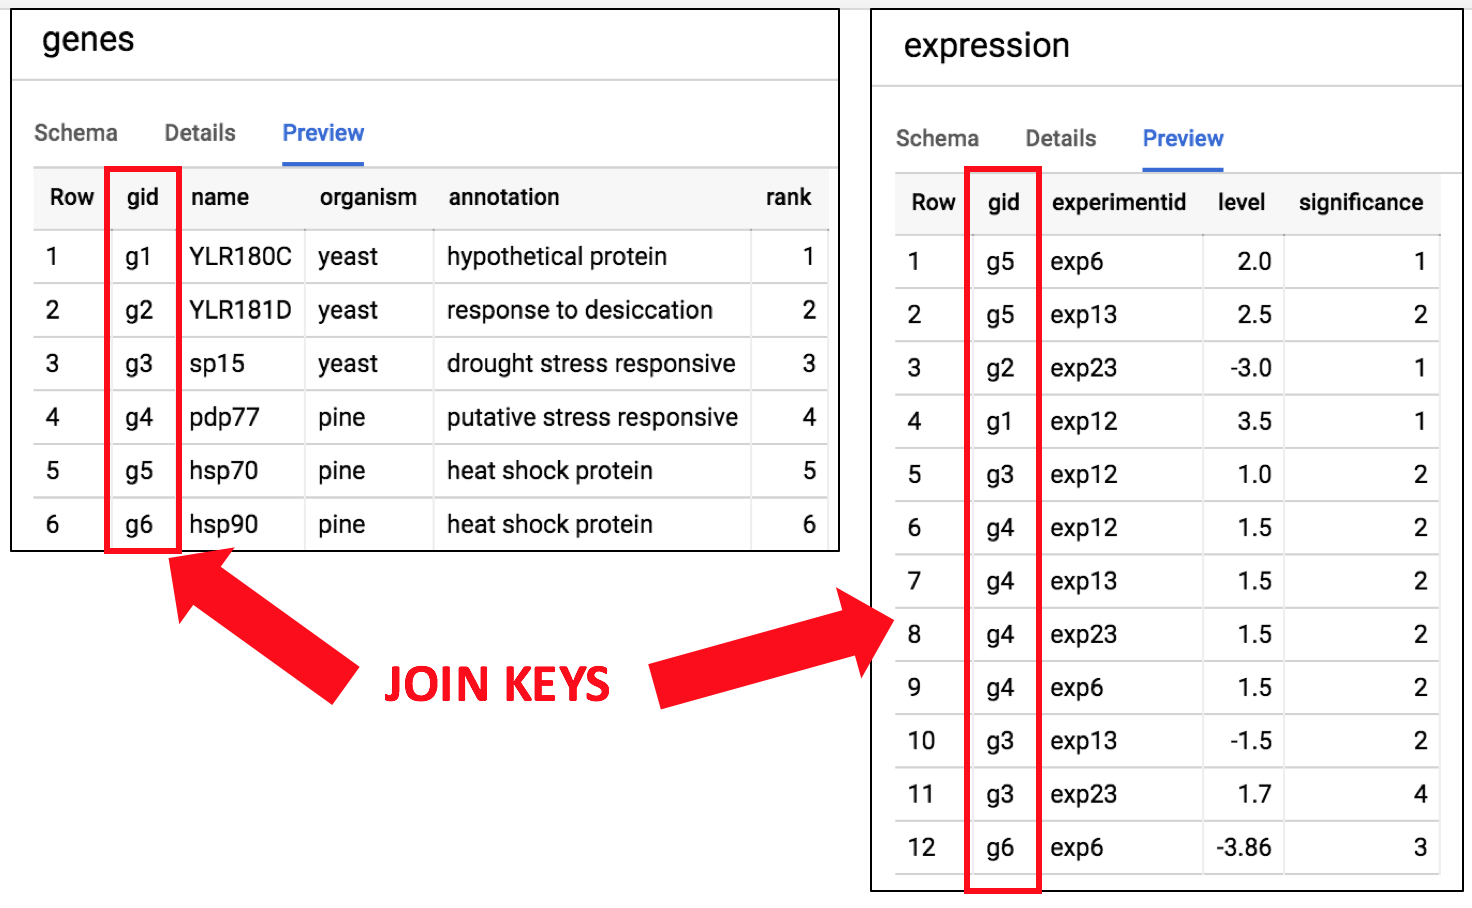 genes
Schema Details Preview
Row gid name organism annotation rank
1 g1 YLR180C yeast hypothetical protein 1
2 g2 YLR181D yeast response to desiccation 2
3 g3 sp15 yeast drought stress responsive 3
4 g4 pdp77 pine putative stress responsive 4
5 g5 hsp70 pine heat shock protein 5
6 g6 hsp90 pine heat shock protein 6
JOIN KEYS
expression
Schema Details Preview
Row gid experimentid level significance
1 g5 exp6 2.0 1
2 g5 exp13 2.5 2
3 g2 exp23 -3.0 1
4 g1 exp12 3.5 1
5 g3 exp12 1.0 2
6 g4 exp12 1.5 2
7 g4 exp13 1.5 2
8 g4 exp23 1.5 2
9 g4 exp6 1.5 2
10 g3 exp13 -1.5 2
11 g3 exp23 1.7 4
12 g6 exp6 -3.86 3